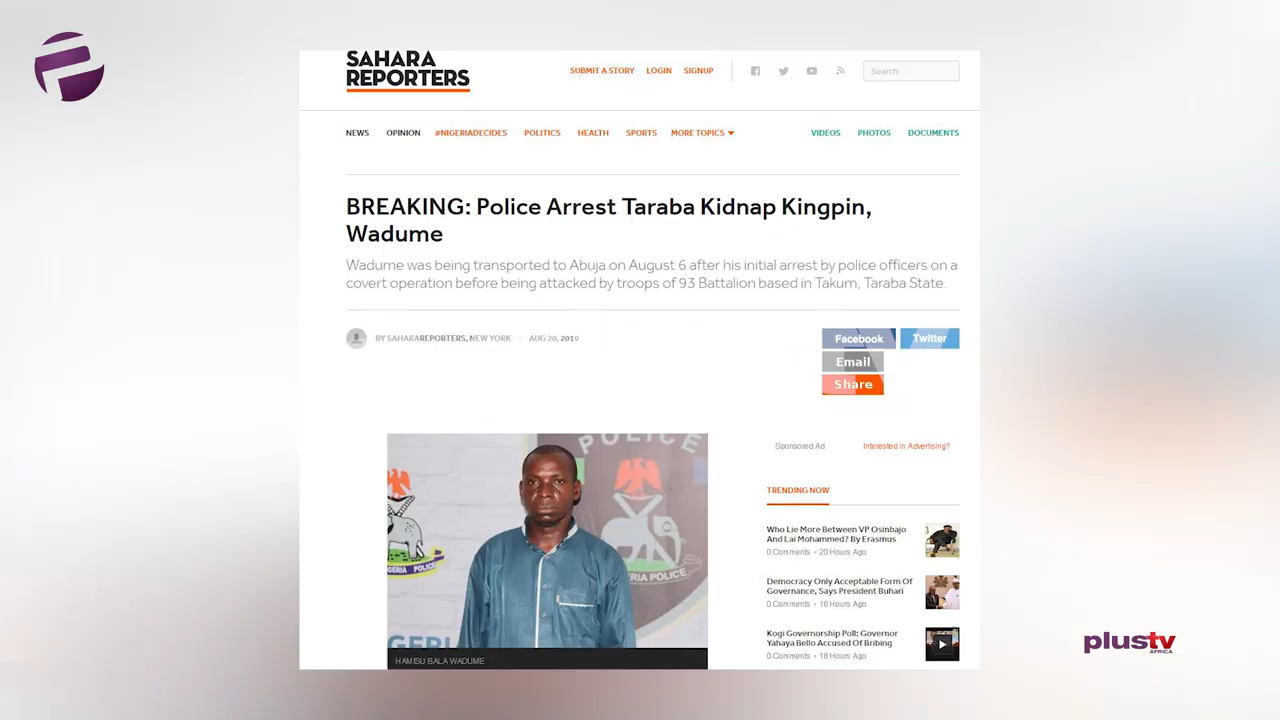 SAHARA
REPORTERS
SUBMIT A STORY LOGIN SIGNUP
Search
NEWS OPINION #NIGERIADECIDES POLITICS HEALTH SPORTS MORE TOPICS
VIDEOS PHOTOS DOCUMENTS
BREAKING: Police Arrest Taraba Kidnap Kingpin,
Wadume
Wadume was being transported to Abuja on August 6 after his initial arrest by police officers on a
covert operation before being attacked by troops of 93 Battalion based in Takum, Taraba State.
BY SAHARAREPORTERS, NEW YORK • AUG 20, 2019
Facebook Twitter
Email
Share
POLICE
GERIA POLICE
ERIA POLICE
IGERI
HAMISU BALA WADUME
Sponsored Ad Interested in Advertising?
TRENDING NOW
Who Lie More Between VP Osinbajo
And Lai Mohammed? By Erasmus
0 Comments • 20 Hours Ago
Democracy Only Acceptable Form Of
Governance, Says President Buhari
0 Comments • 16 Hours Ago
Kogi Governorship Poll: Governor
Yahaya Bello Accused Of Bribing
0 Comments • 18 Hours Ago
plustv
AFRICA